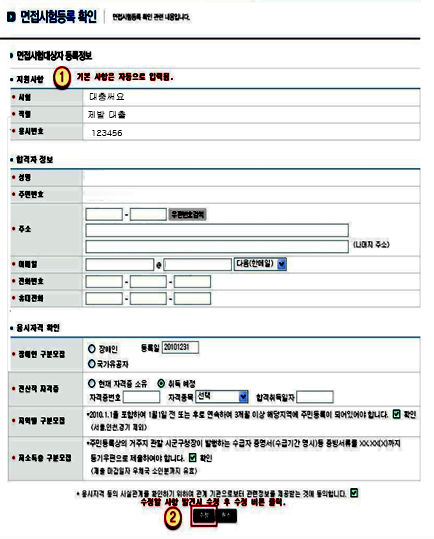 면접시험등록 확인 면접시험등록 확인 관련 내용입니다.
면접시험대상자 등록정보
지원사항 1 기본 사항은 자동으로 입력됨.
시험 대충써요
직렬 제발 대출
응시번호 123456
합격자 정보
성명
주민번호
- 우편번호검색
주소
(나머지 주소)
이메일 @ 다음(한메일)
전화번호 - -
휴대전화 - -
응시자격 확인
장애인 구분모집 장애인 등록일 20101231
국가유공자
전산직 자격증 현재 자격증 소유 취득 예정
자격증번호 자격종목 선택 합격취득일자
지역별 구분모집 *2010.1.1을 포함하여 1월1일 전 또는 후로 연속하여 3개월 이상 해당지역에 주민등록이 되어있어야 합니다. 확인
(서울,인천,경기 제외)
저소득층 구분모집 *주민등록상의 거주지 관할 시군구청장이 발행하는 수급자 증명서(수급기간 명시)등 증빙서류를 XX.XX(X)까지
등기우편으로 제출하여야 합니다. 확인
(제출 마감일자 우체국 소인분까지 유효)
* 응시자격 등의 사실관계를 확인하기 위하여 관계 기관으로부터 관련정보를 제공받는 것에 동의합니다.
수정할 사항 발견시 수정 후 수정 버튼 클릭.
2 수정 취소